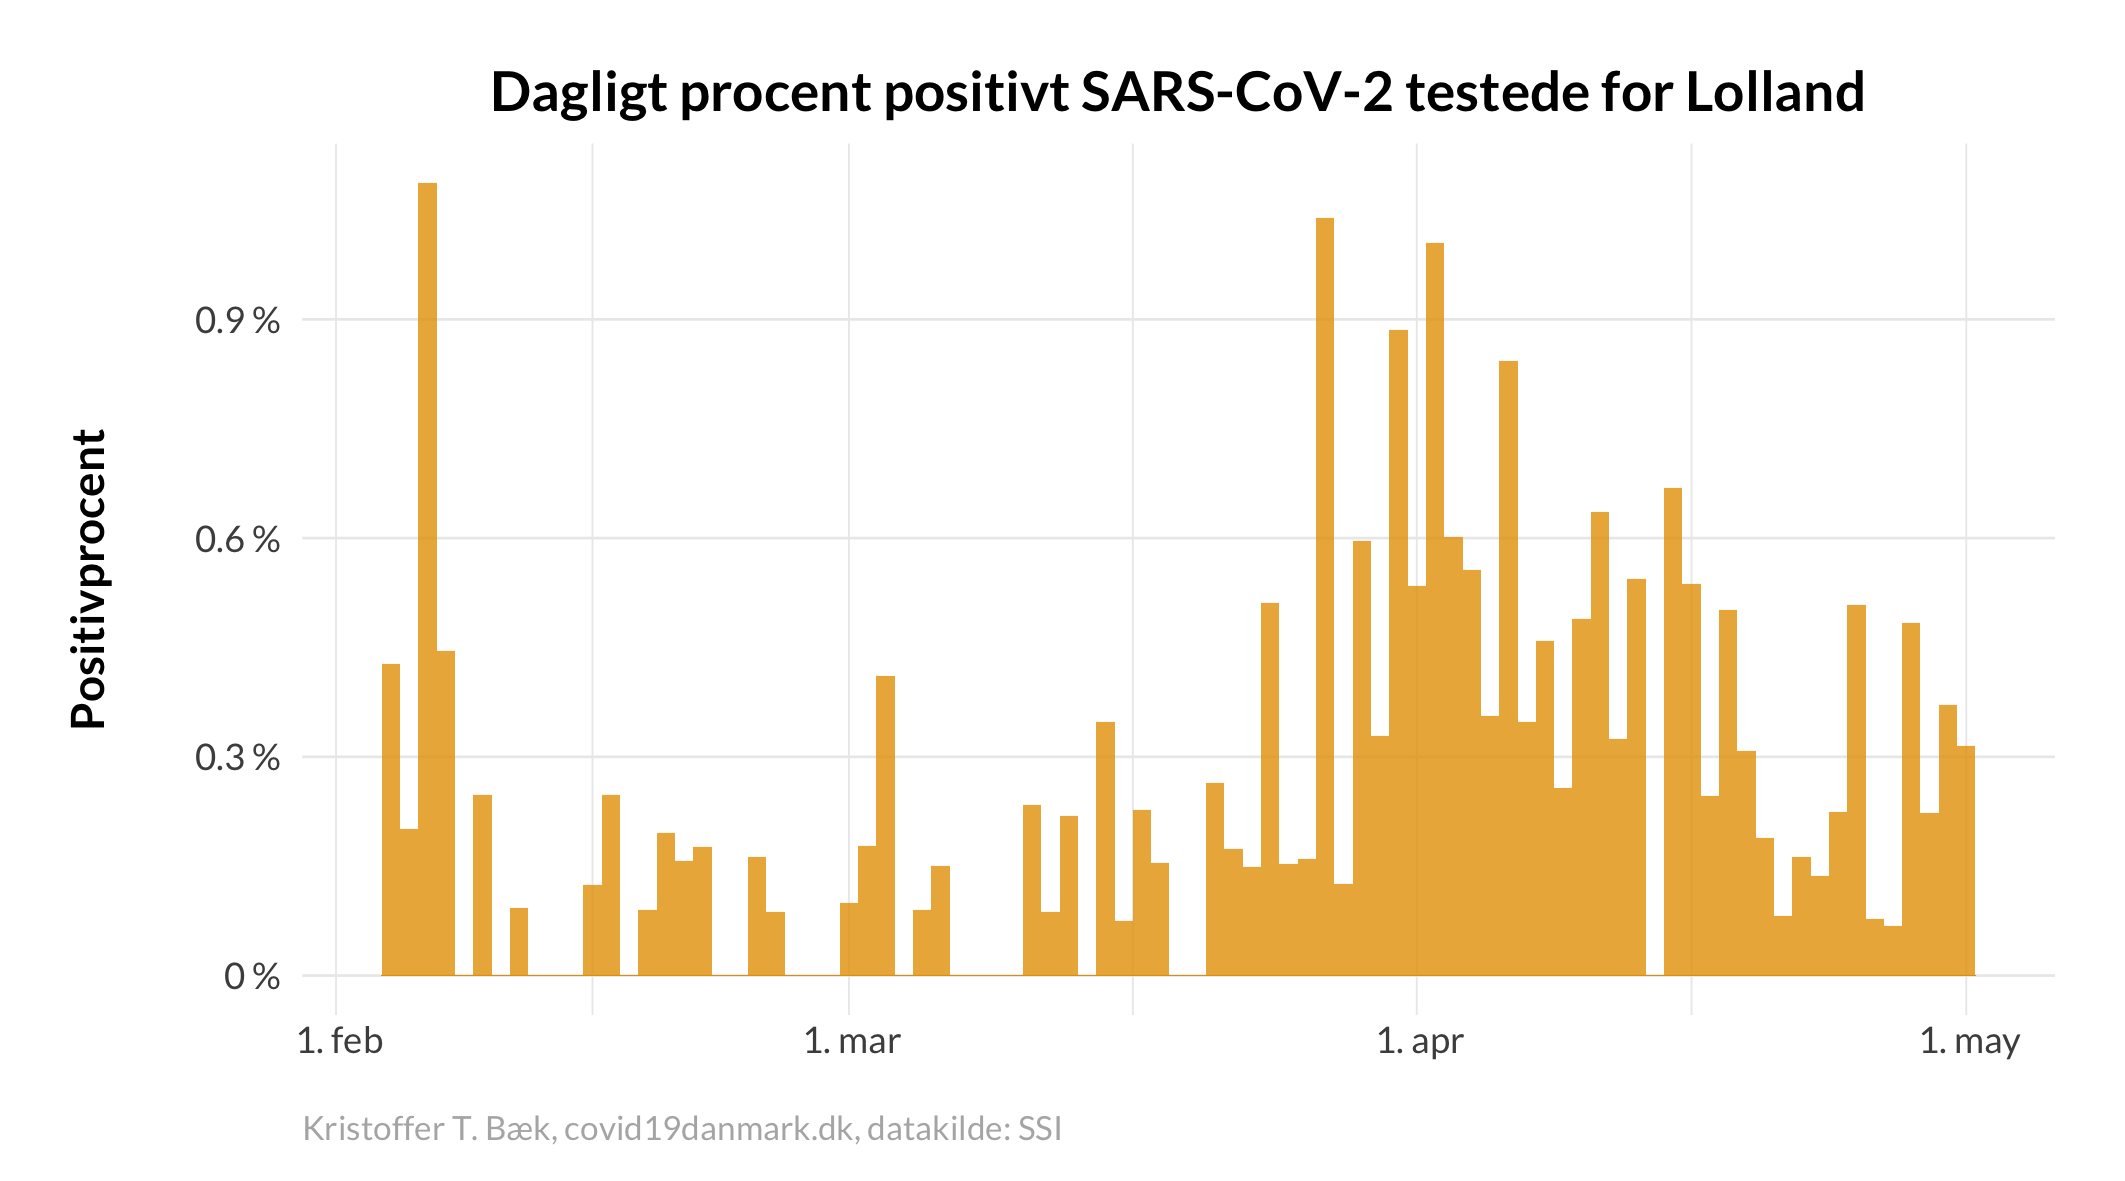 Dagligt procent positivt SARS-CoV-2 testede for Lolland
Positivprocent
0.9 %
0.6 %
0.3 %
0 %
1. feb
1. mar
1. apr
1. may
Kristoffer T. Bæk, covid19danmark.dk, datakilde: SSI